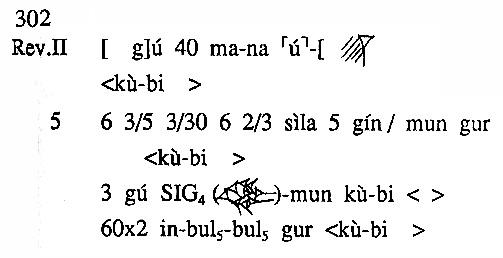 302
Rev.II [ g]ú 40 ma-na ⸢ú⸣-[
<kù-bi >
5 6 3/5 3/30 6 2/3 sìla 5 gín / mun gur
<kù-bi >
3 gú SIG₄ ( )-mun kù-bi < >
60x2 in-bul₅-bul₅ gur <kù-bi >